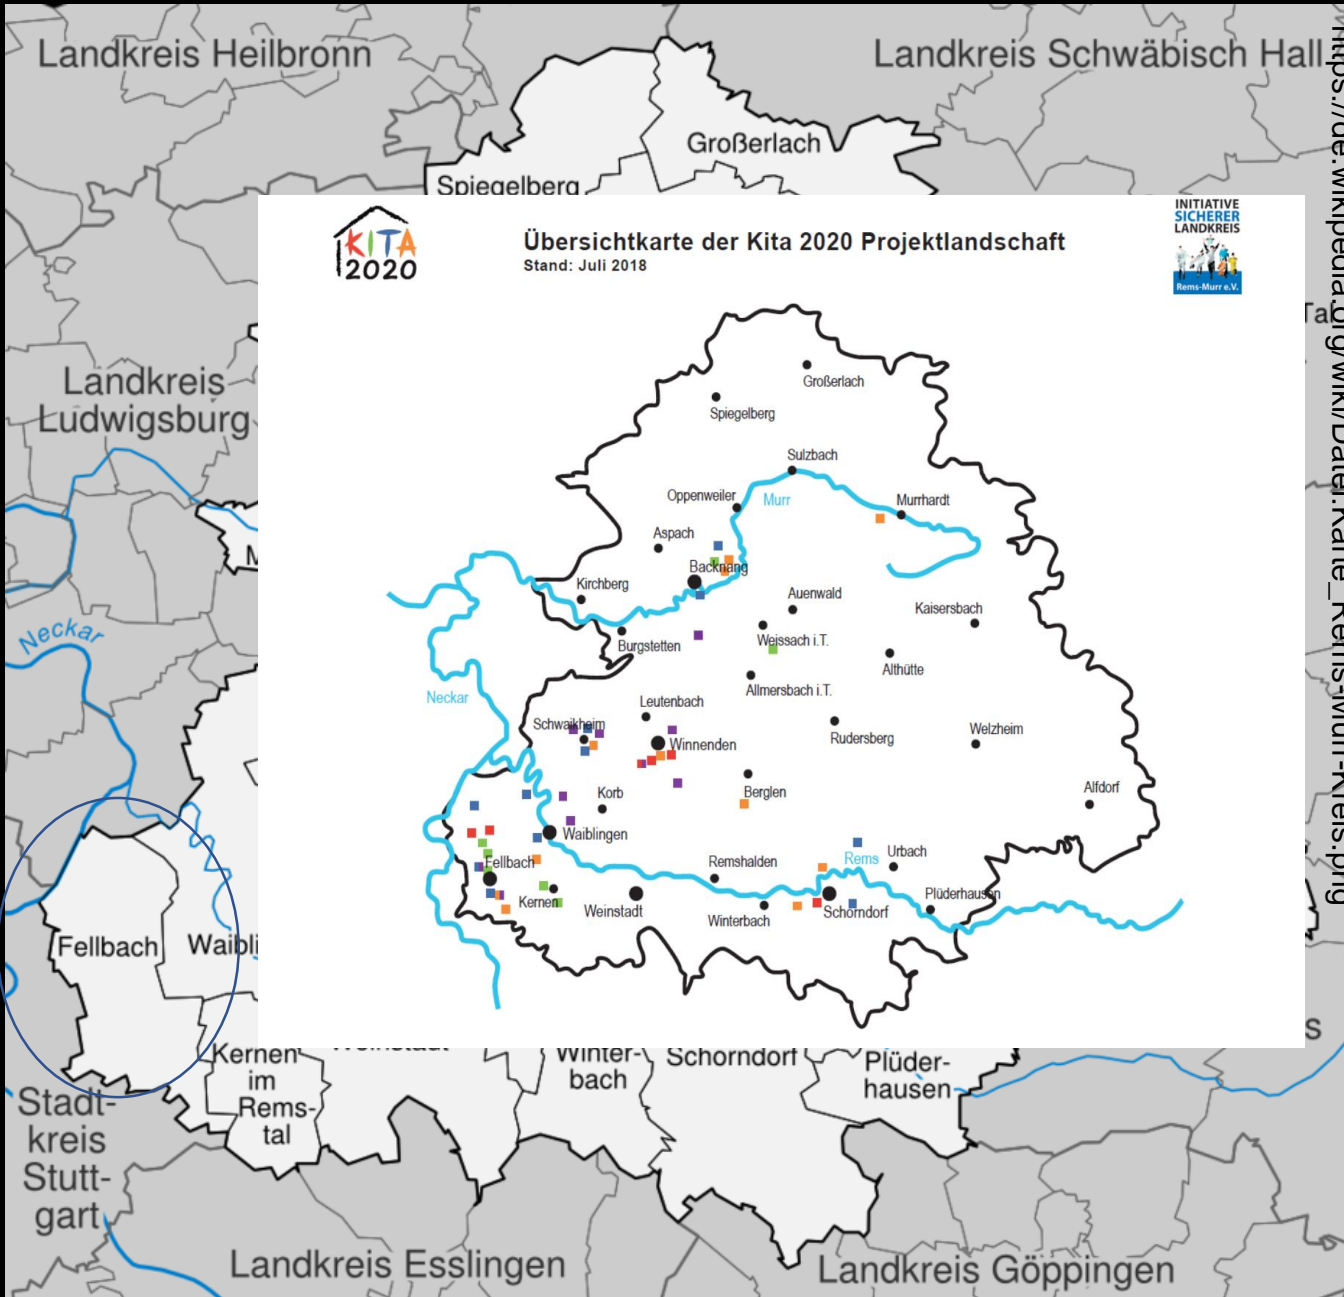 Landkreis Heilbronn
Landkreis Schwäbisch Hall
Großerlach
Spiegelberg
KITA
2020
Übersichtkarte der Kita 2020 Projektlandschaft
Stand: Juli 2018
INITIATIVE
SICHERER
LANDKREIS
Rems-Murr e.V.
Großerlach
Spiegelberg
Landkreis
Ludwigsburg
Sulzbach
Oppenweiler
Murr
Murrhardt
Aspach
Backnang
Kirchberg
Auenwald
Kaisersbach
Neckar
Burgstetten
Weissach i.T.
Althütte
Allmersbach i.T.
Neckar
Leutenbach
Schwaikheim
Winnenden
Rudersberg
Welzheim
Korb
Berglen
Alfdorf
Waiblingen
Fellbach
Remshalden
Rems
Urbach
Kernen
Weinstadt
Winterbach
Schorndorf
Plüderhausen
Fellbach
Waibli
Kernen
im
Rems-
tal
Winter-
bach
Schorndorf
Plüder-
hausen
Stadt-
kreis
Stutt-
gart
Landkreis Esslingen
Landkreis Göppingen
https://de.wikipedia.org/wiki/Datei:Karte_Rems-Murr-Kreis.png